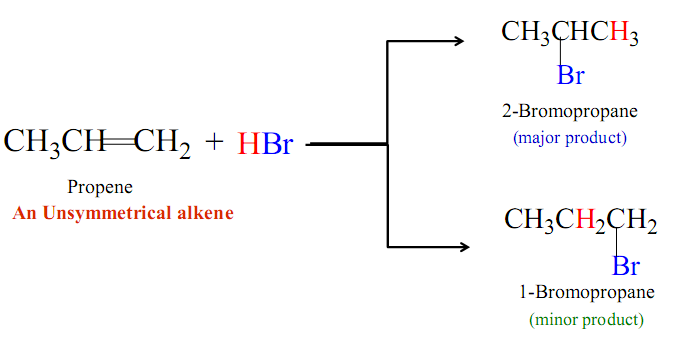 CH₃CHCH₃
Br
2-Bromopropane
(major product)
CH₃CH=CH₂ + HBr
Propene
An Unsymmetrical alkene
CH₃CH₂CH₂
Br
1-Bromopropane
(minor product)